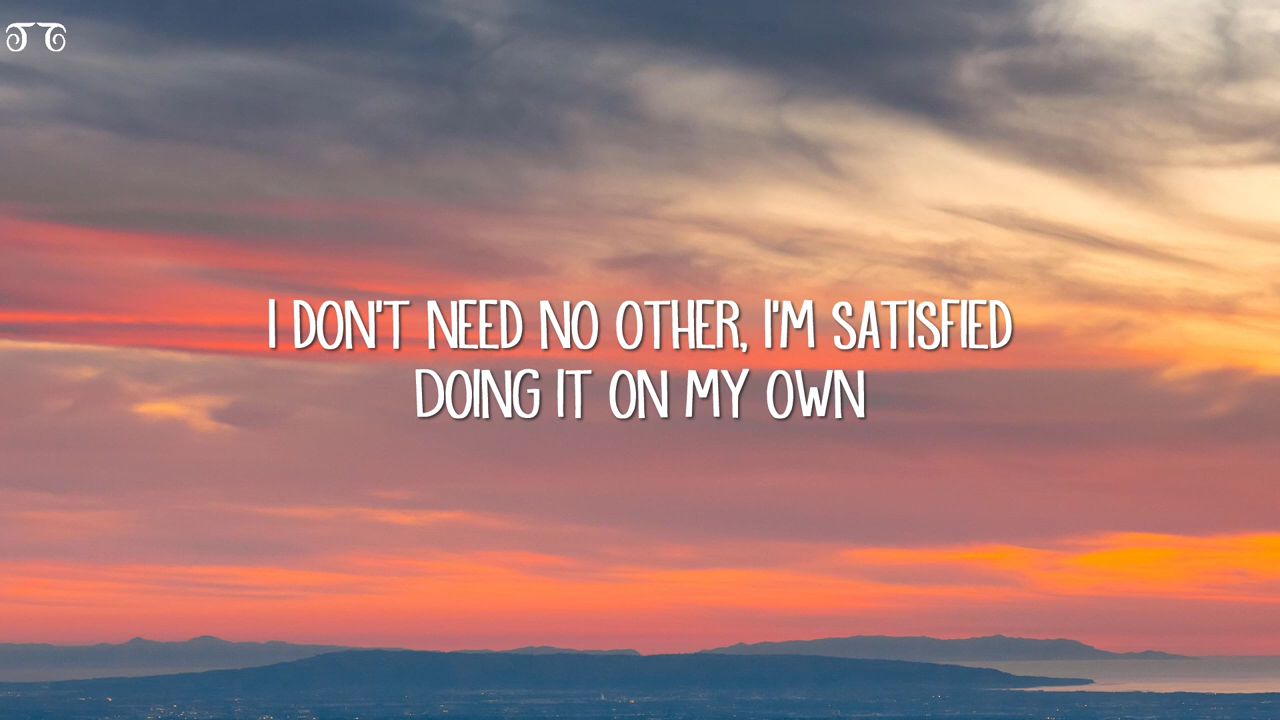 I DON'T NEED NO OTHER, I'M SATISFIED
DOING IT ON MY OWN